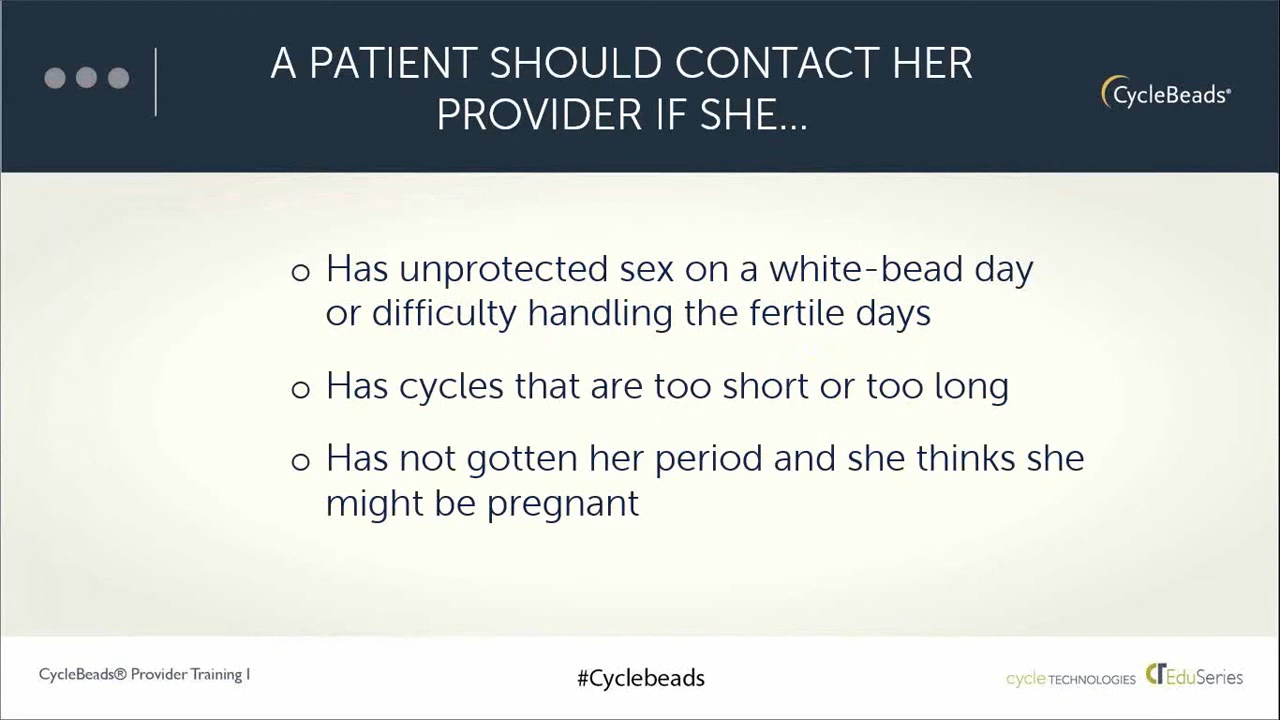 A PATIENT SHOULD CONTACT HER
PROVIDER IF SHE...
CycleBeads®
o Has unprotected sex on a white-bead day
or difficulty handling the fertile days
o Has cycles that are too short or too long
o Has not gotten her period and she thinks she
might be pregnant
CycleBeads® Provider Training I
#Cyclebeads
cycle TECHNOLOGIES
CT EduSeries